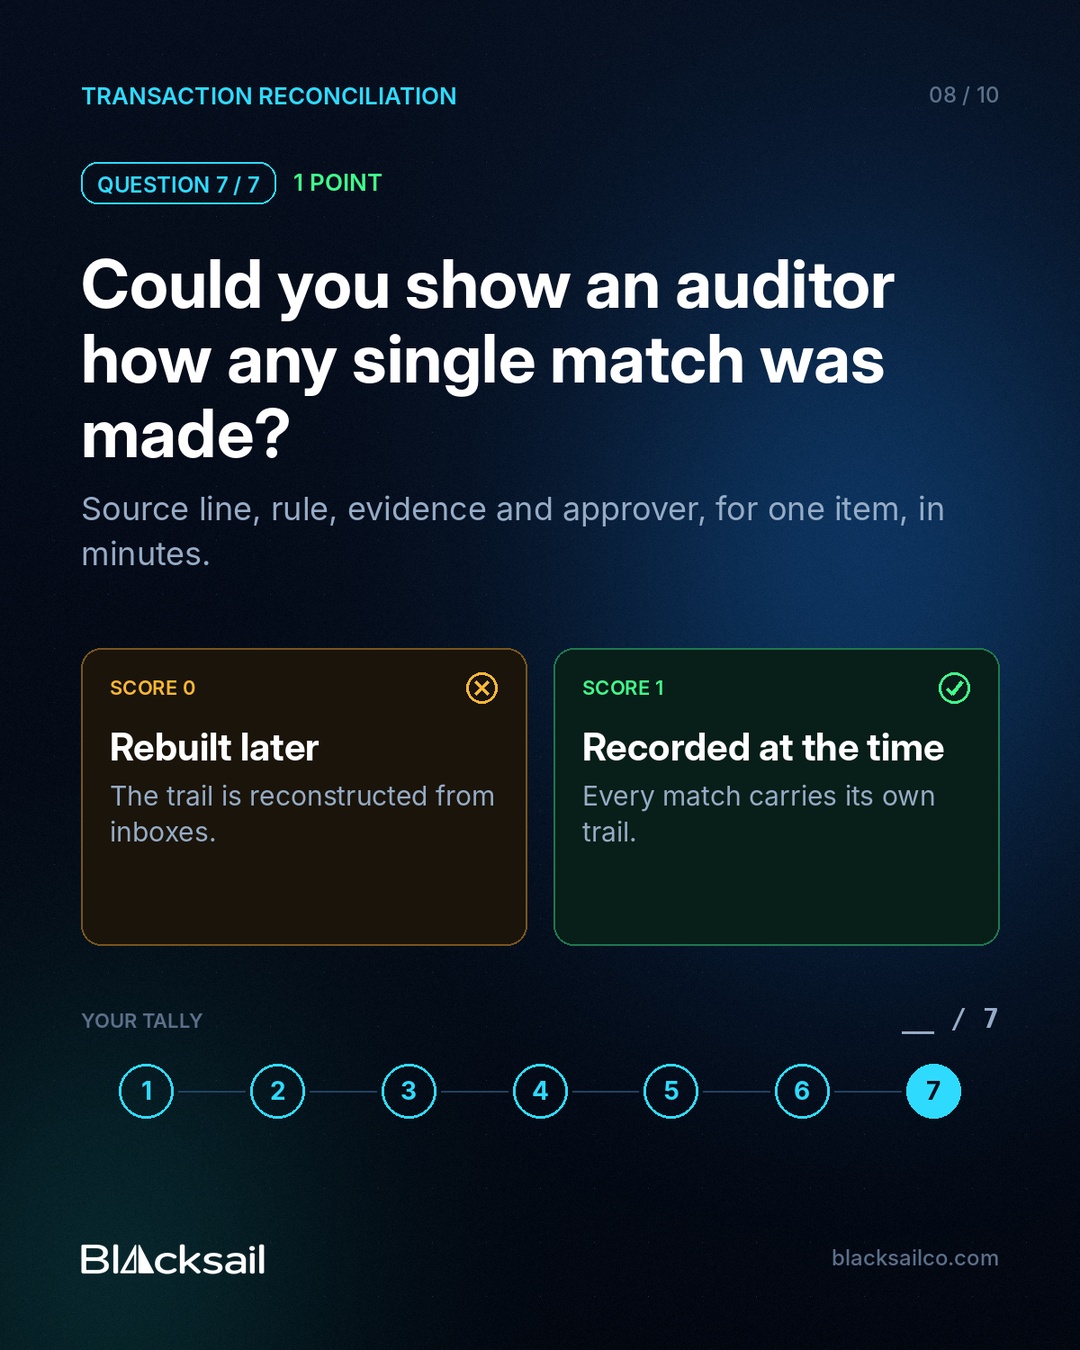 TRANSACTION RECONCILIATION
08 / 10
QUESTION 7 / 7
1 POINT
Could you show an auditor
how any single match was
made?
Source line, rule, evidence and approver, for one item, in
minutes.
SCORE 0
Rebuilt later
The trail is reconstructed from
inboxes.
SCORE 1
Recorded at the time
Every match carries its own
trail.
YOUR TALLY
__ / 7
1
2
3
4
5
6
7
Blacksail
blacksailco.com